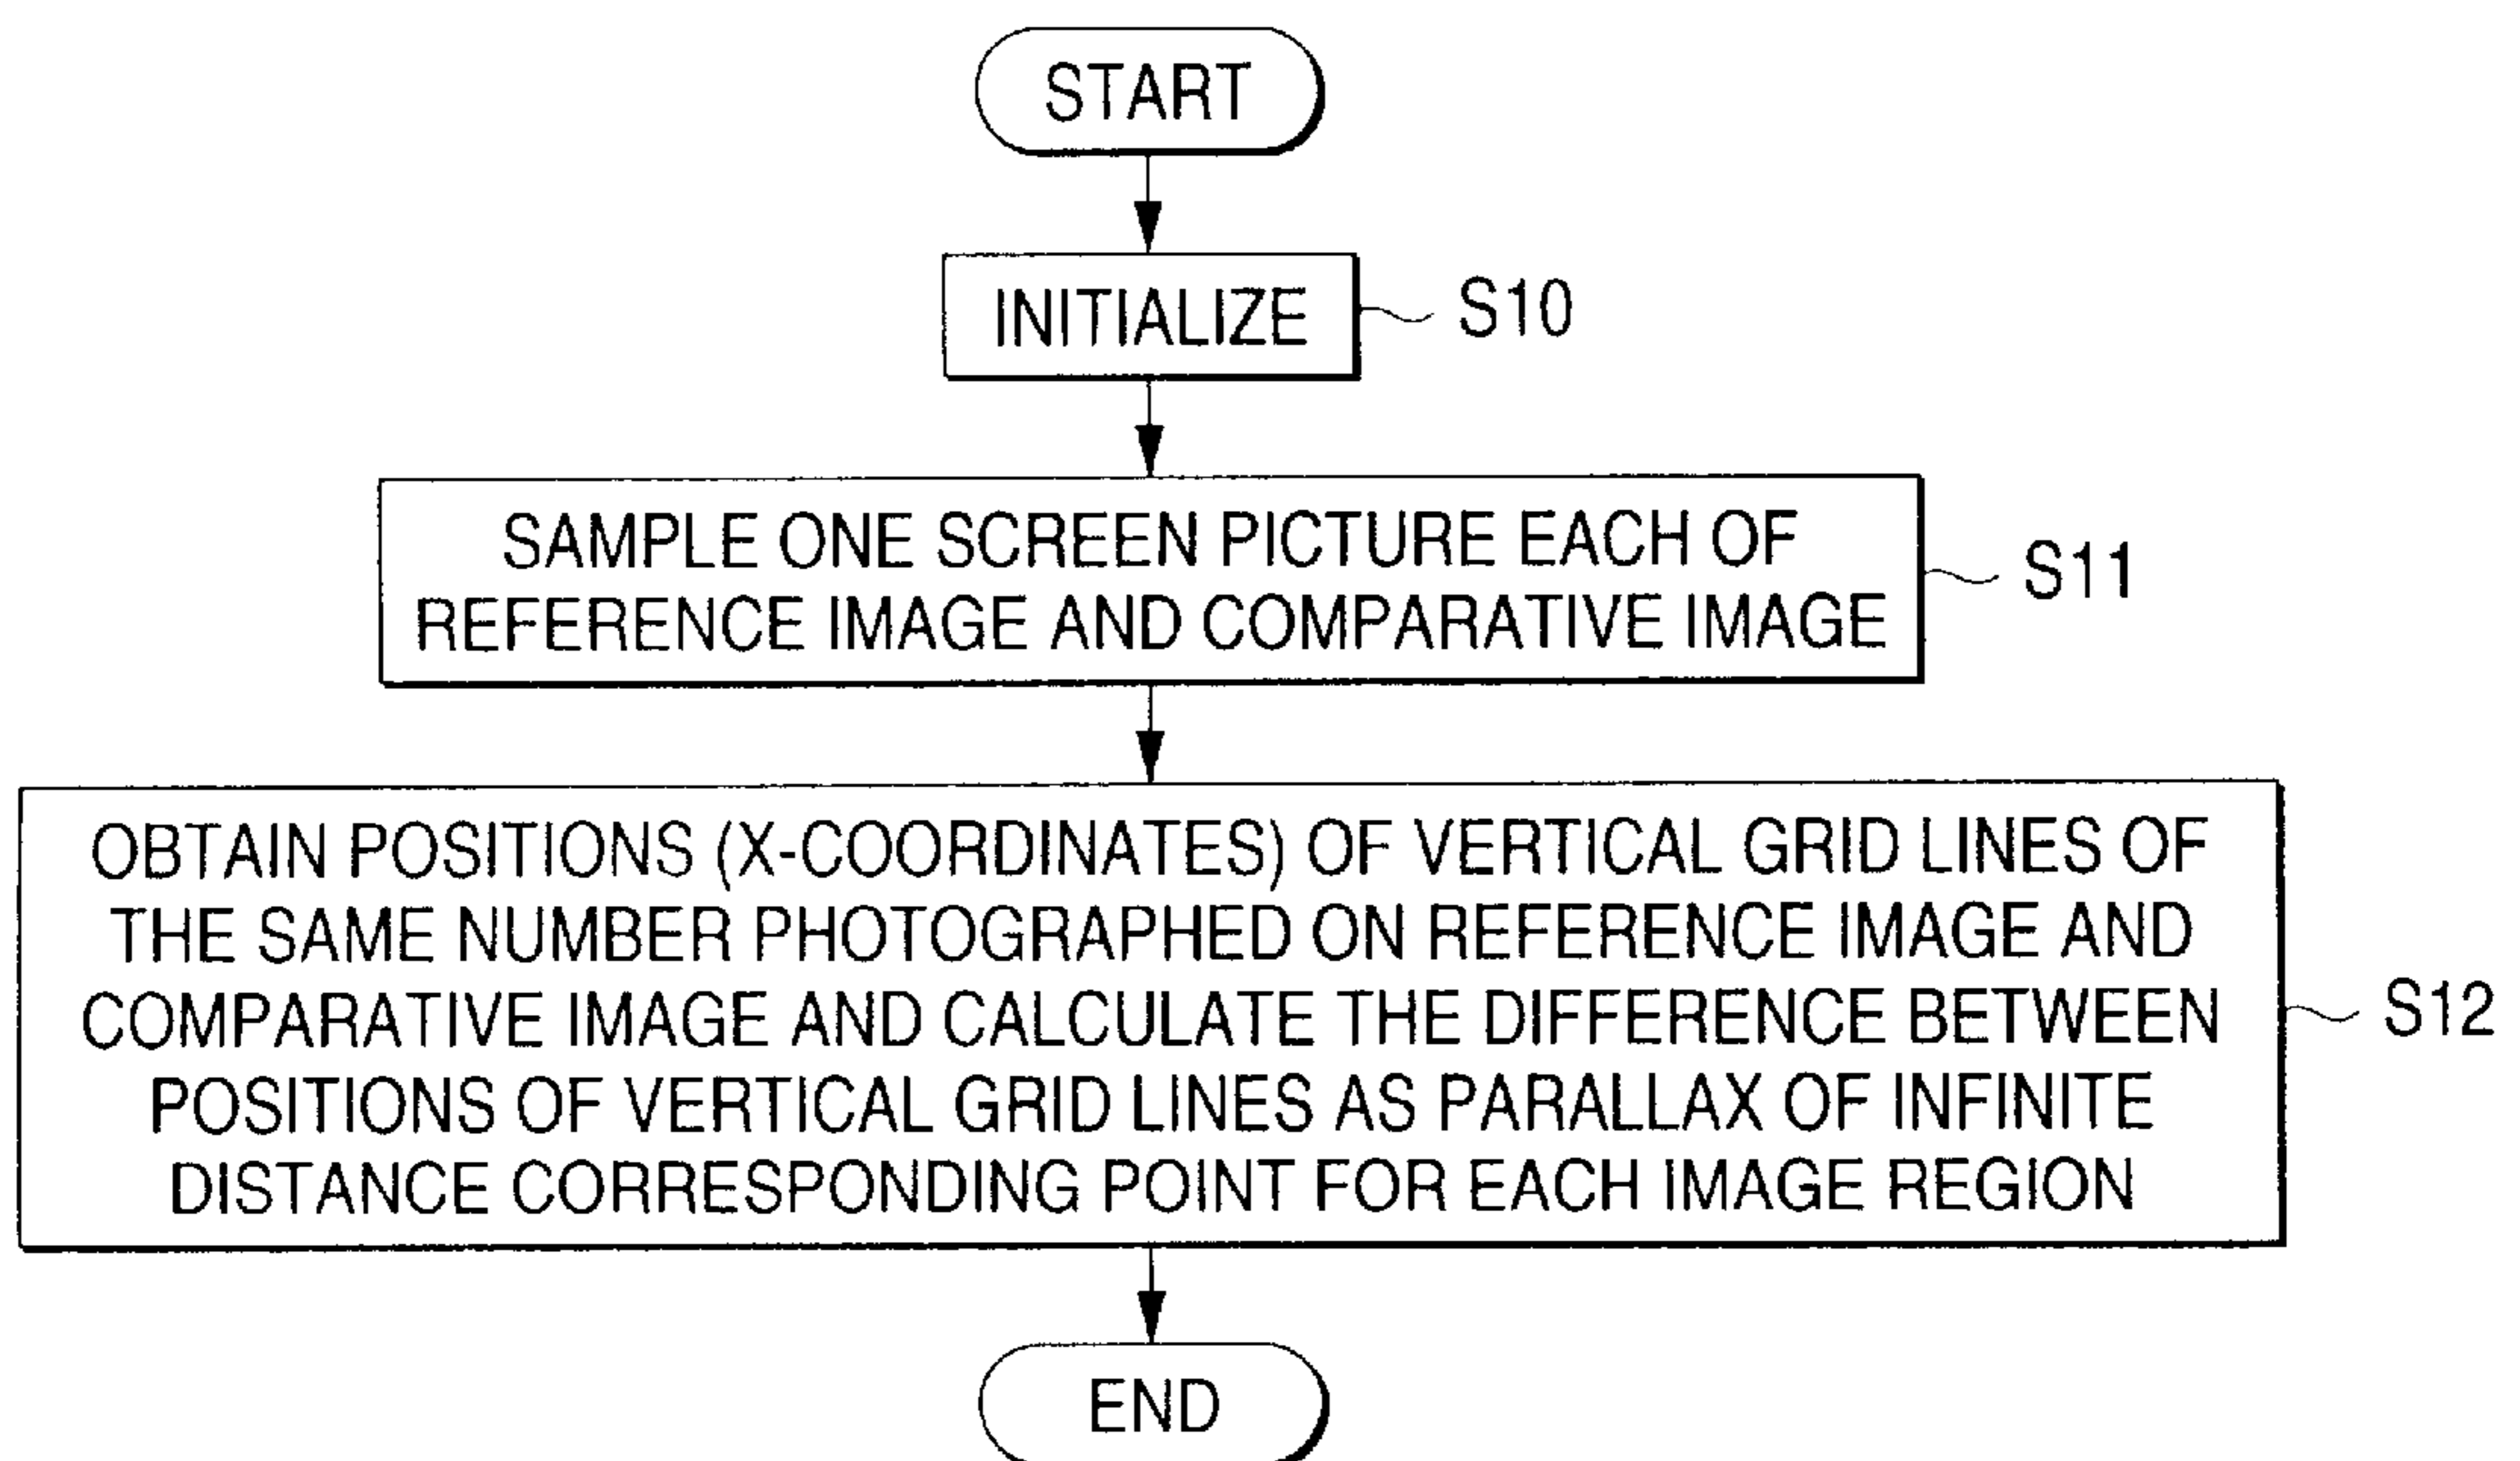 START
INITIALIZE
S10
SAMPLE ONE SCREEN PICTURE EACH OF
REFERENCE IMAGE AND COMPARATIVE IMAGE
S11
OBTAIN POSITIONS (X-COORDINATES) OF VERTICAL GRID LINES OF
THE SAME NUMBER PHOTOGRAPHED ON REFERENCE IMAGE AND
COMPARATIVE IMAGE AND CALCULATE THE DIFFERENCE BETWEEN
POSITIONS OF VERTICAL GRID LINES AS PARALLAX OF INFINITE
DISTANCE CORRESPONDING POINT FOR EACH IMAGE REGION
S12
END